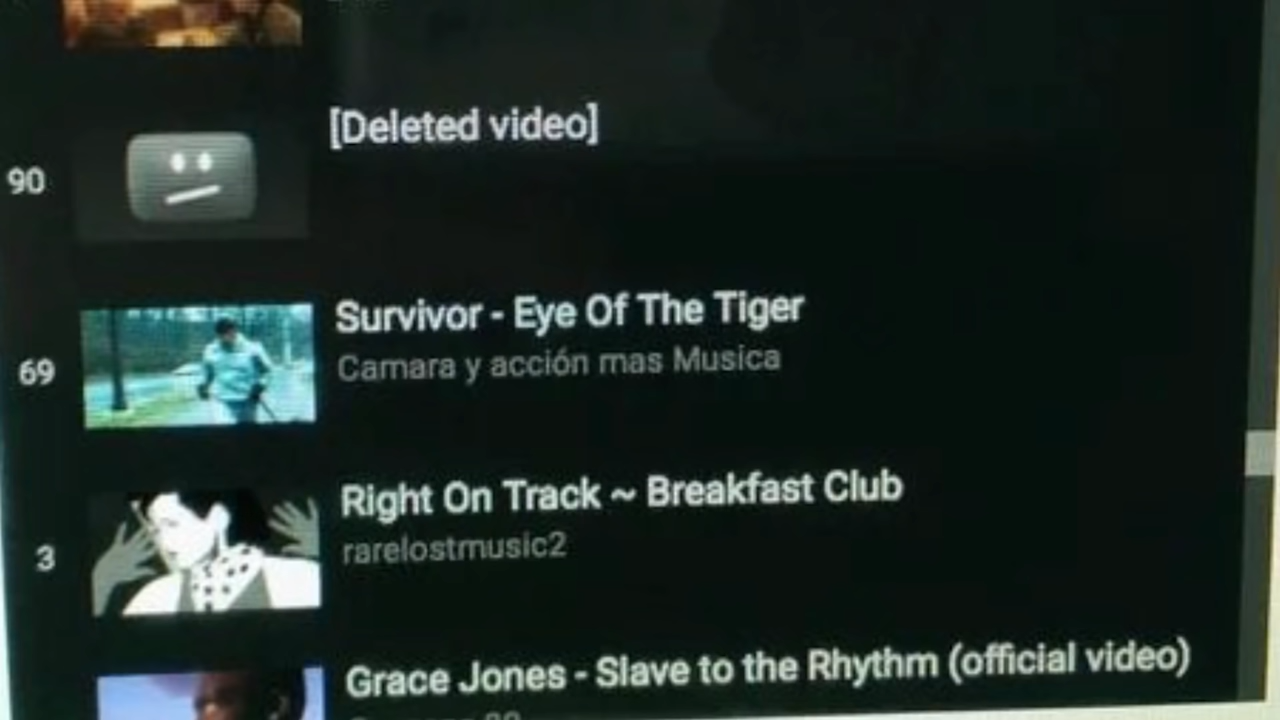 [Deleted video]
90
Survivor - Eye Of The Tiger
Camara y acción mas Musica
69
Right On Track ~ Breakfast Club
rarelostmusic2
3
Grace Jones - Slave to the Rhythm (official video)